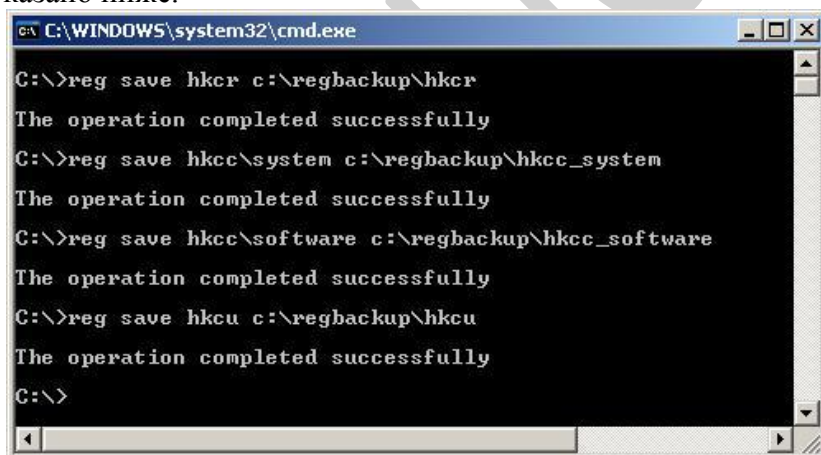 C:\WINDOWS\system32\cmd.exe
C:\>reg save hkcr c:\regbackup\hkcr
The operation completed successfully
C:\>reg save hkcc\system c:\regbackup\hkcc_system
The operation completed successfully
C:\>reg save hkcc\software c:\regbackup\hkcc_software
The operation completed successfully
C:\>reg save hkcu c:\regbackup\hkcu
The operation completed successfully
C:\>